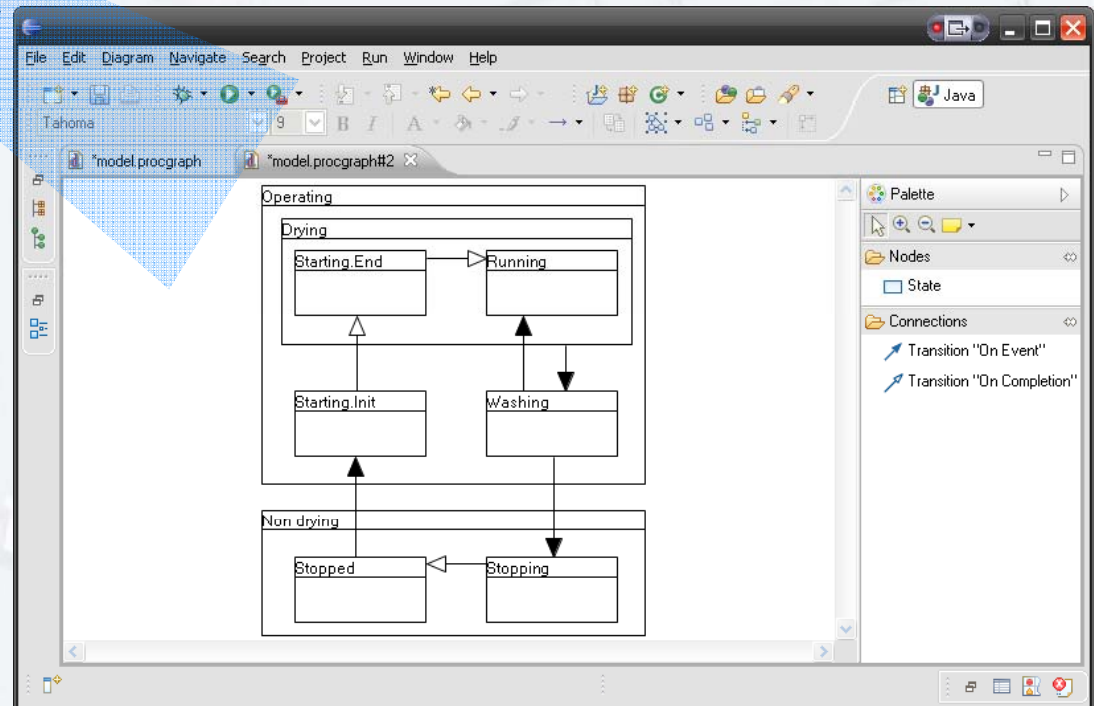 File Edit Diagram Navigate Search Project Run Window Help
Java
Tahoma 9 B I A
*model.procgraph *model.procgraph#2
Operating
Drying
Starting.End Running
Starting.Init Washing
Non drying
Stopped Stopping
Palette
Nodes
State
Connections
Transition "On Event"
Transition "On Completion"